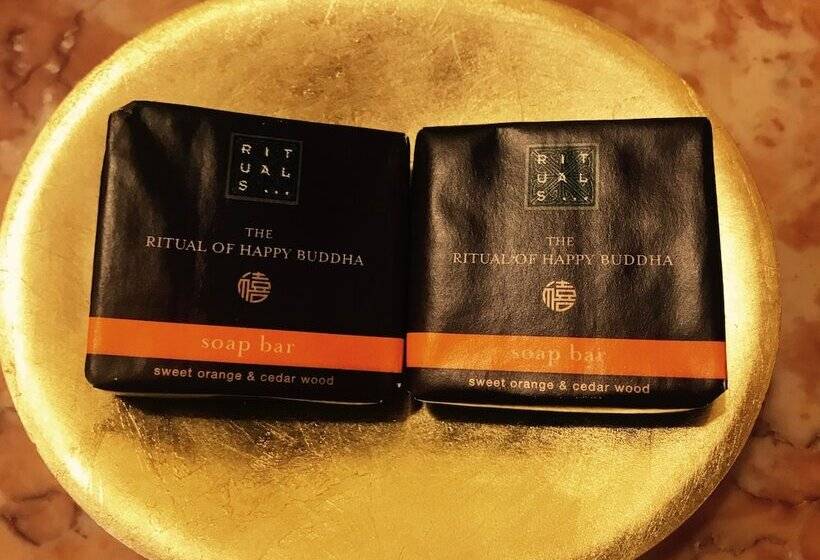 RIT
UAL
S ...
THE
RITUAL OF HAPPY BUDDHA
禧
soap bar
sweet orange & cedar wood
RIT
UAL
S ...
THE
RITUAL OF HAPPY BUDDHA
禧
soap bar
sweet orange & cedar wood